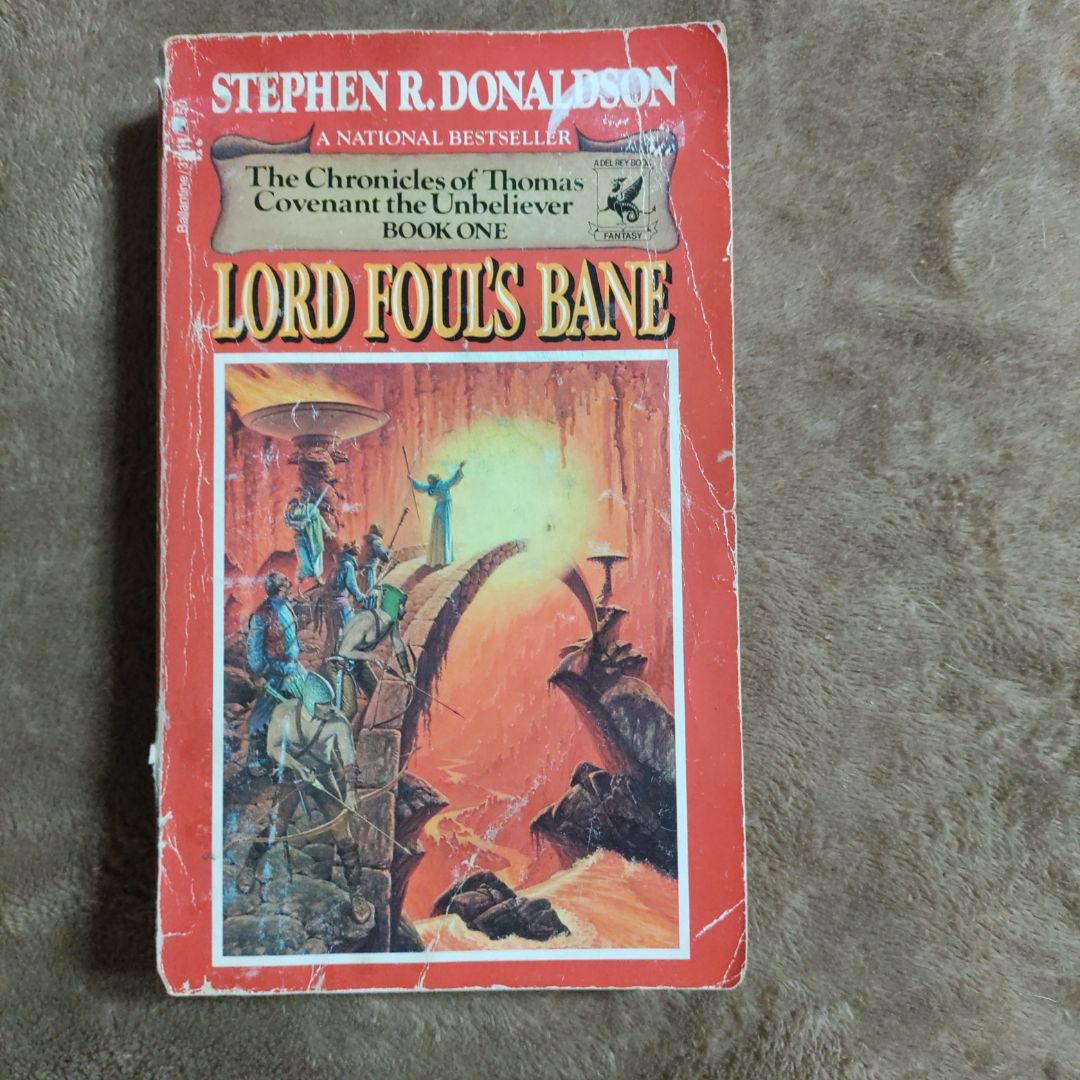 STEPHEN R. DONALDSON
A NATIONAL BESTSELLER
The Chronicles of Thomas
Covenant the Unbeliever
BOOK ONE
A DEL REY BOOK
FANTASY
LORD FOUL'S BANE
Ballantine